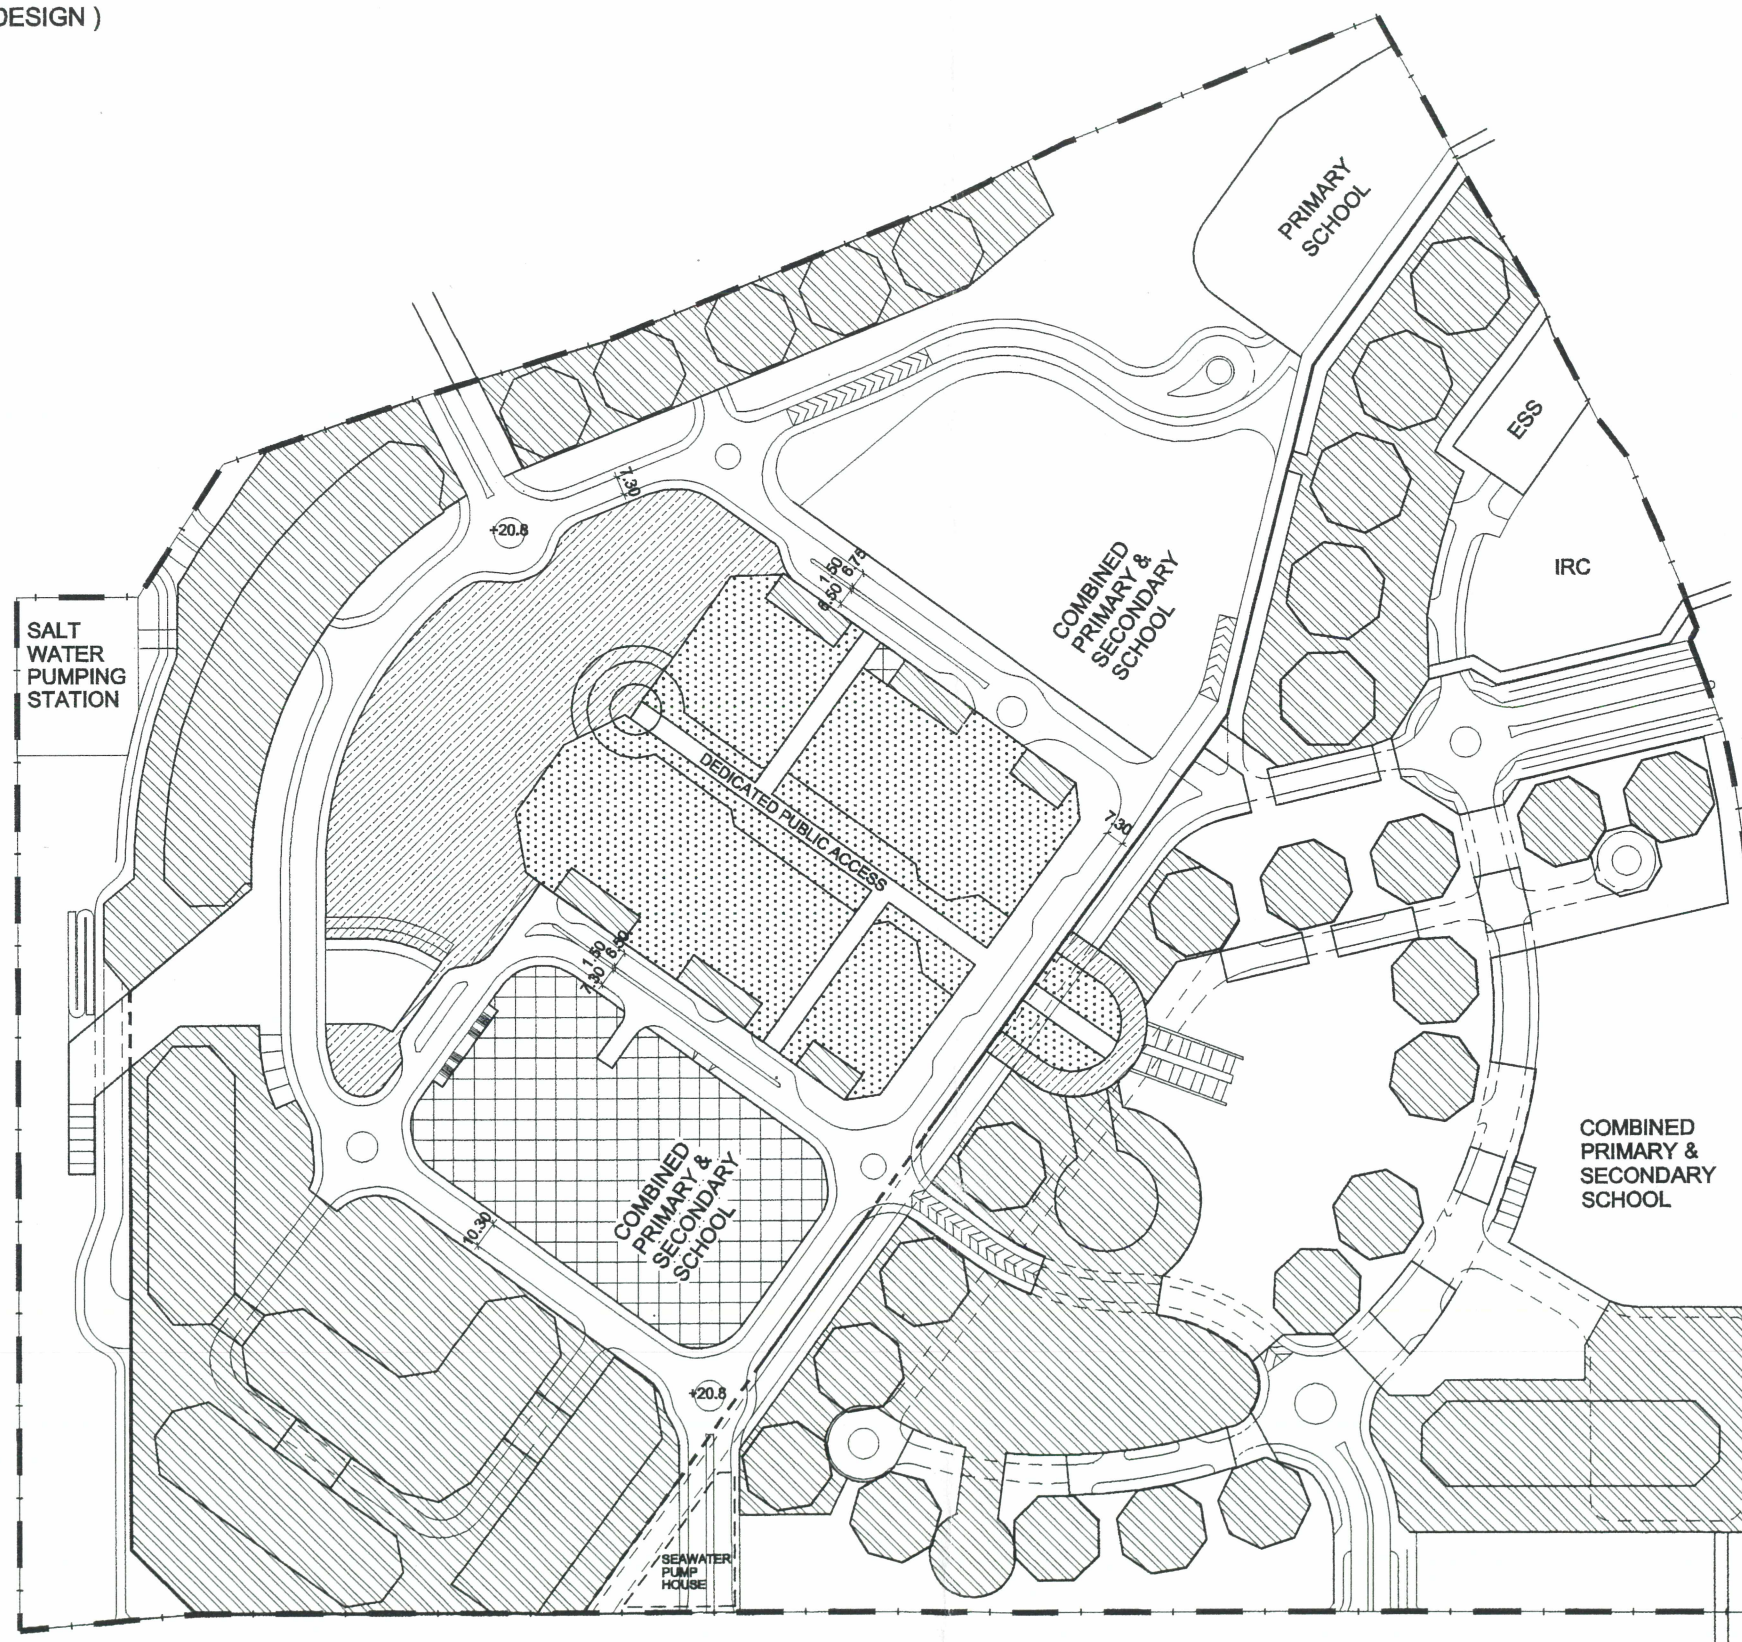 DESIGN )
PRIMARY
SCHOOL
ESS
7.30
+20.8
IRC
1.50
6.75
6.50
COMBINED
PRIMARY &
SECONDARY
SCHOOL
SALT
WATER
PUMPING
STATION
DEDICATED PUBLIC ACCESS
7.30
1.50
6.50
7.30
COMBINED
PRIMARY &
SECONDARY
SCHOOL
10.30
COMBINED
PRIMARY &
SECONDARY
SCHOOL
+20.8
SEAWATER
PUMP
HOUSE